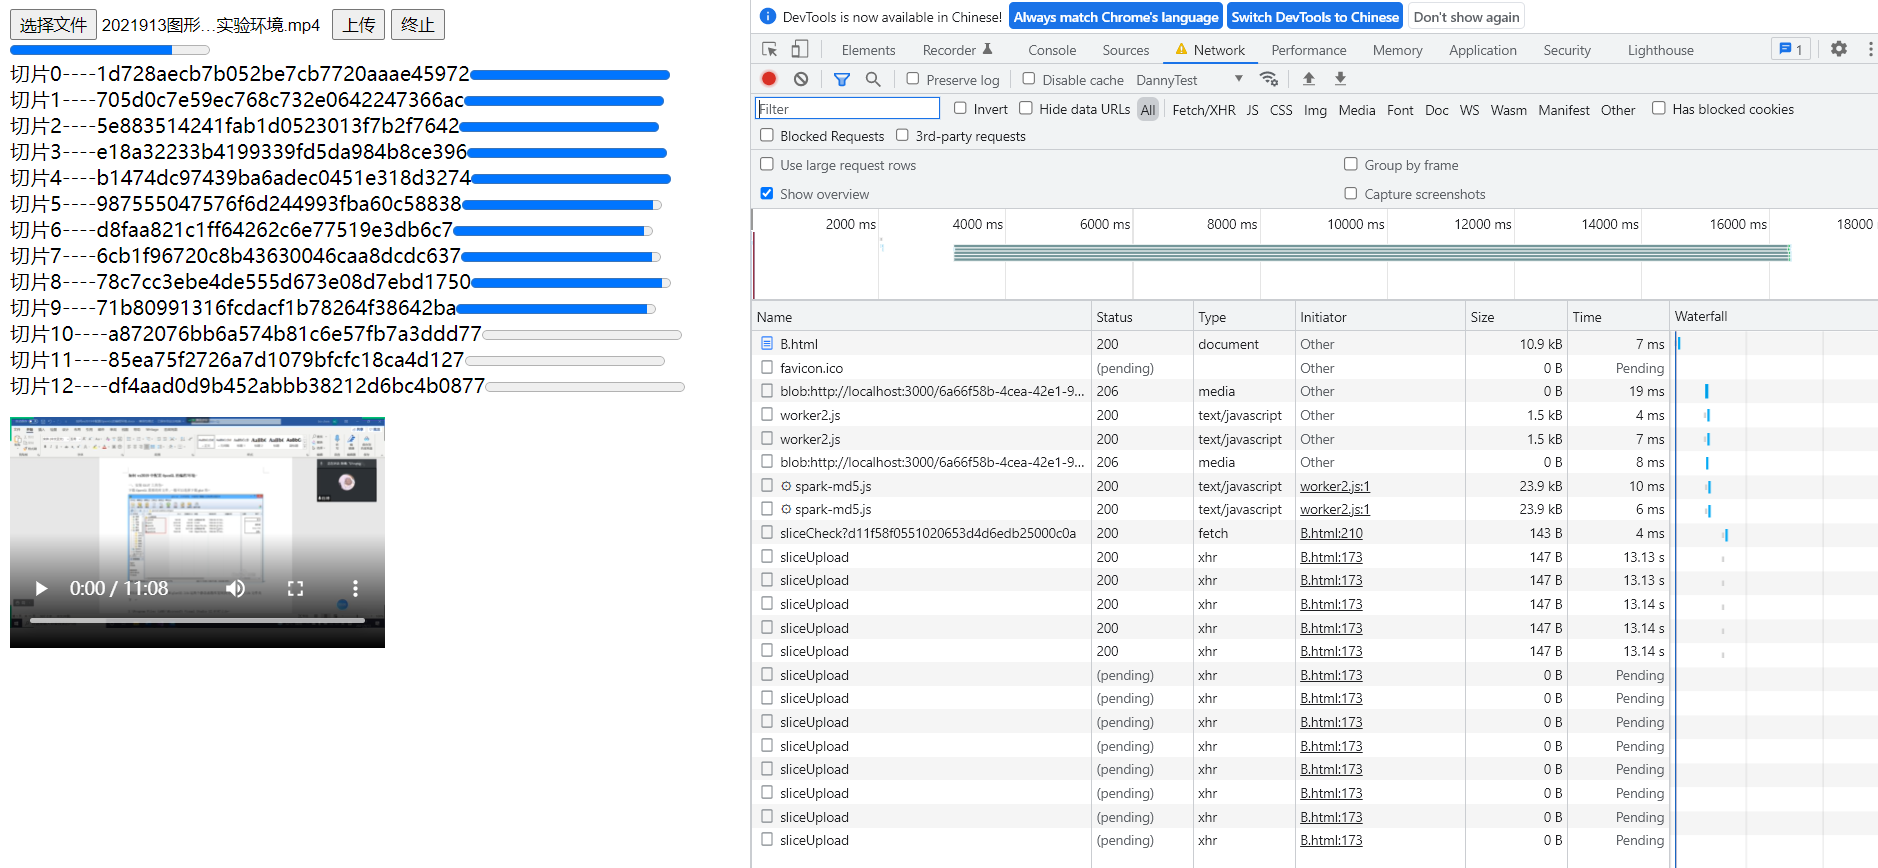 选择文件 2021913图形...实验环境.mp4 上传 终止
切片0----1d728aecb7b052be7cb7720aaae45972
切片1----705d0c7e59ec768c732e0642247366ac
切片2----5e883514241fab1d0523013f7b2f7642
切片3----e18a32233b4199339fd5da984b8ce396
切片4----b1474dc97439ba6adec0451e318d3274
切片5----987555047576f6d244993fba60c58838
切片6----d8faa821c1ff64262c6e77519e3db6c7
切片7----6cb1f96720c8b43630046caa8dcdc637
切片8----78c7cc3ebe4de555d673e08d7ebd1750
切片9----71b80991316fcdacf1b78264f38642ba
切片10----a872076bb6a574b81c6e57fb7a3ddd77
切片11----85ea75f2726a7d1079bfcfc18ca4d127
切片12----df4aad0d9b452abbb38212d6bc4b0877
0:00 / 11:08
DevTools is now available in Chinese! Always match Chrome's language Switch DevTools to Chinese Don't show again
Elements Recorder Console Sources Network Performance Memory Application Security Lighthouse 1
Preserve log Disable cache DannyTest
Filter Invert Hide data URLs All Fetch/XHR JS CSS Img Media Font Doc WS Wasm Manifest Other Has blocked cookies
Blocked Requests 3rd-party requests
Use large request rows Group by frame
Show overview Capture screenshots
2000 ms 4000 ms 6000 ms 8000 ms 10000 ms 12000 ms 14000 ms 16000 ms 18000
Name Status Type Initiator Size Time Waterfall
B.html 200 document Other 10.9 kB 7 ms
favicon.ico (pending) Other 0 B Pending
blob:http://localhost:3000/6a66f58b-4cea-42e1-9... 206 media Other 0 B 19 ms
worker2.js 200 text/javascript Other 1.5 kB 4 ms
worker2.js 200 text/javascript Other 1.5 kB 7 ms
blob:http://localhost:3000/6a66f58b-4cea-42e1-9... 206 media Other 0 B 8 ms
spark-md5.js 200 text/javascript worker2.js:1 23.9 kB 10 ms
spark-md5.js 200 text/javascript worker2.js:1 23.9 kB 6 ms
sliceCheck?d11f58f0551020653d4d6edb25000c0a 200 fetch B.html:210 143 B 4 ms
sliceUpload 200 xhr B.html:173 147 B 13.13 s
sliceUpload 200 xhr B.html:173 147 B 13.13 s
sliceUpload 200 xhr B.html:173 147 B 13.14 s
sliceUpload 200 xhr B.html:173 147 B 13.14 s
sliceUpload 200 xhr B.html:173 147 B 13.14 s
sliceUpload (pending) xhr B.html:173 0 B Pending
sliceUpload (pending) xhr B.html:173 0 B Pending
sliceUpload (pending) xhr B.html:173 0 B Pending
sliceUpload (pending) xhr B.html:173 0 B Pending
sliceUpload (pending) xhr B.html:173 0 B Pending
sliceUpload (pending) xhr B.html:173 0 B Pending
sliceUpload (pending) xhr B.html:173 0 B Pending
sliceUpload (pending) xhr B.html:173 0 B Pending